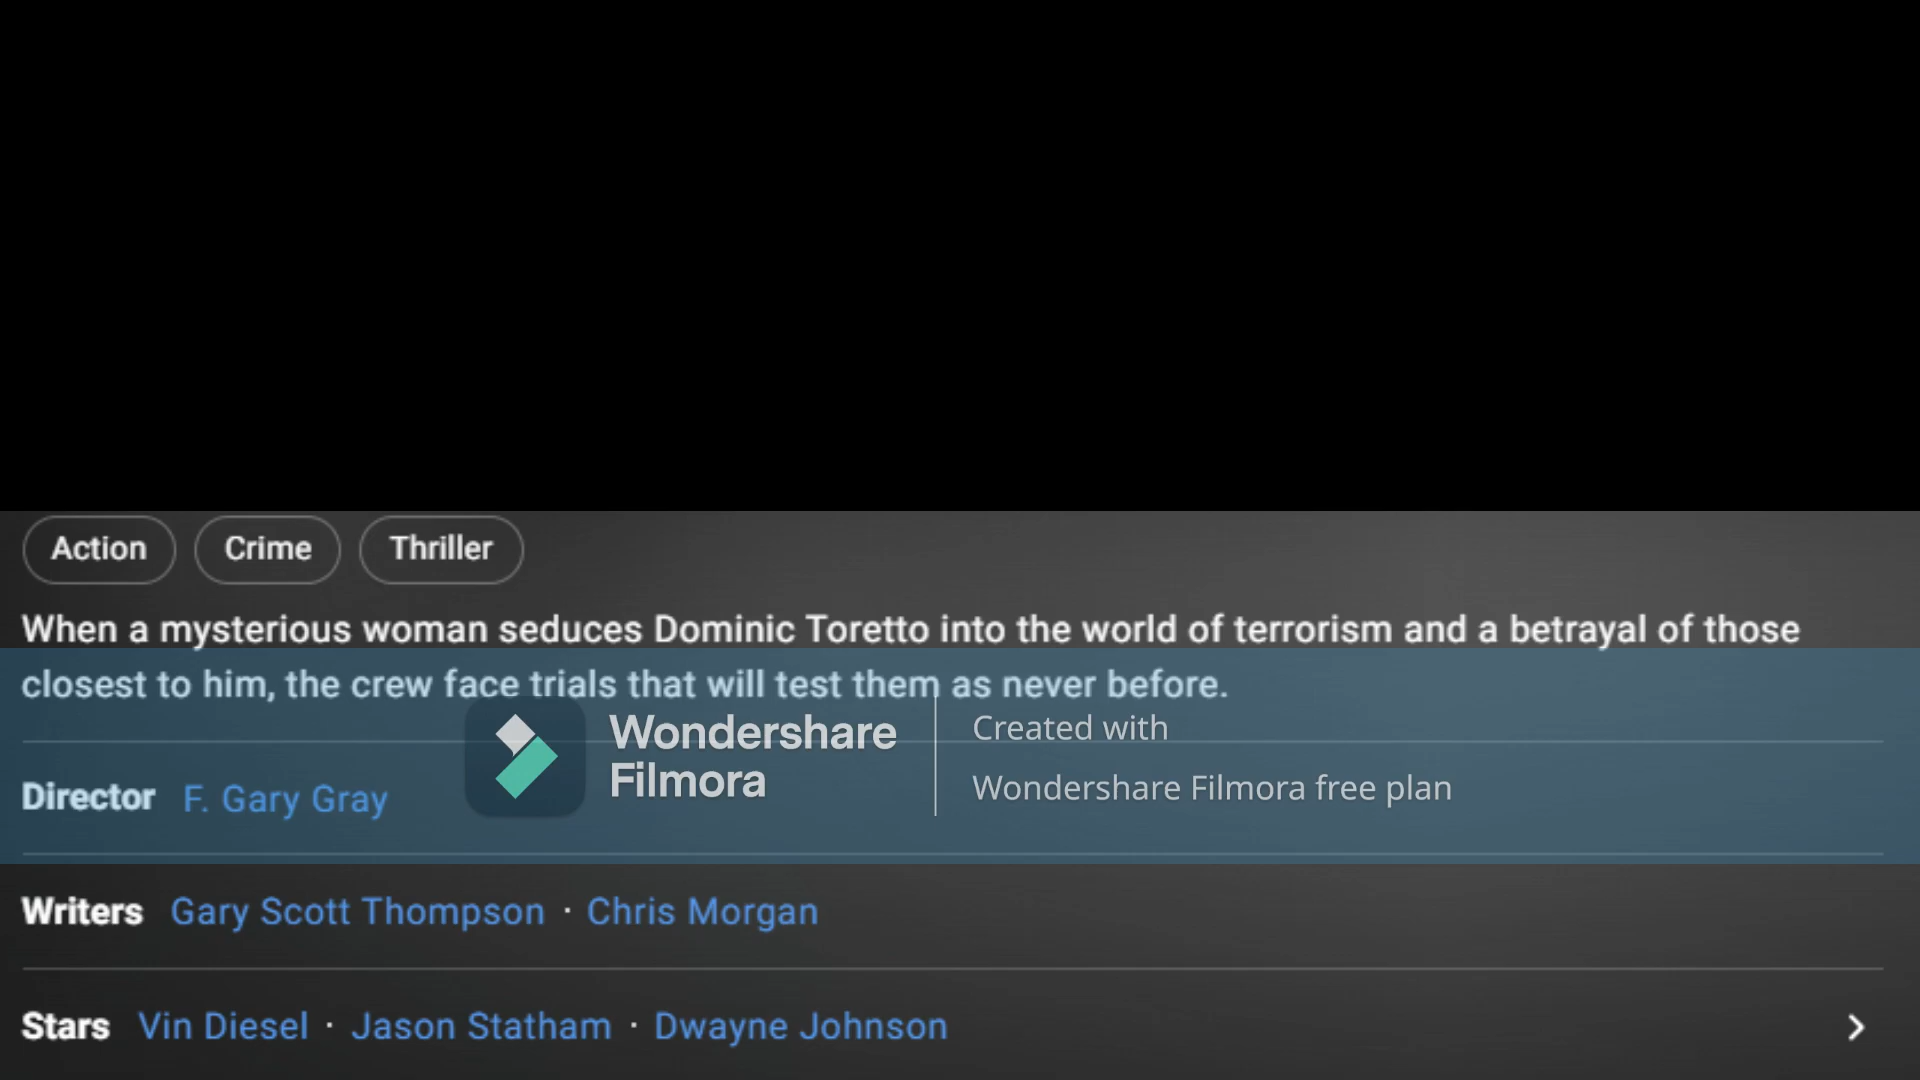 Action Crime Thriller
When a mysterious woman seduces Dominic Toretto into the world of terrorism and a betrayal of those
closest to him, the crew face trials that will test them as never before.
Wondershare
Filmora
Created with
Wondershare Filmora free plan
Director F. Gary Gray
Writers Gary Scott Thompson · Chris Morgan
Stars Vin Diesel · Jason Statham · Dwayne Johnson